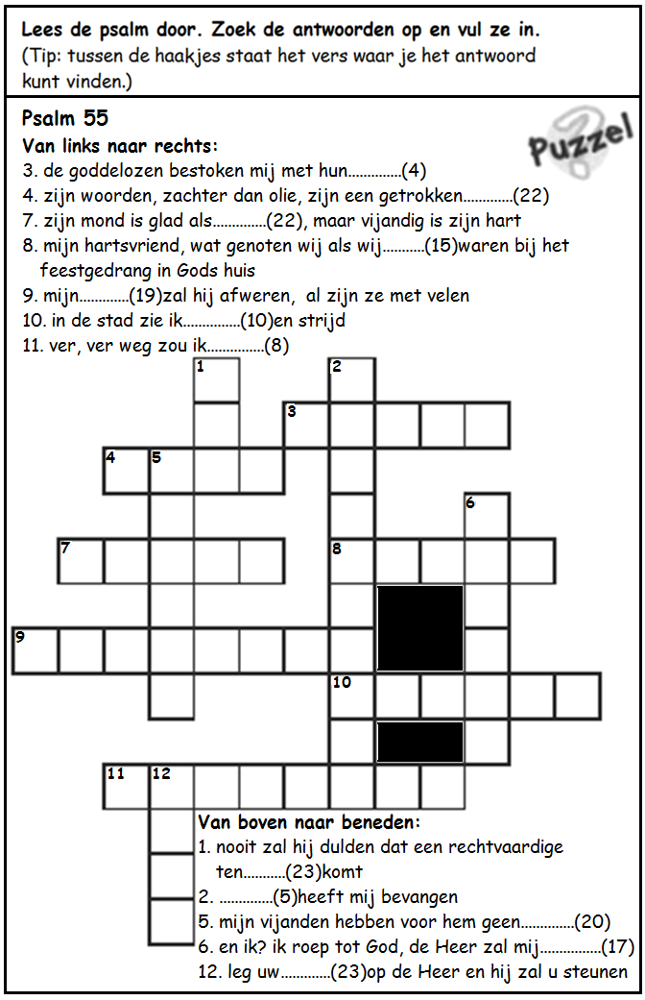 Lees de psalm door. Zoek de antwoorden op en vul ze in.
(Tip: tussen de haakjes staat het vers waar je het antwoord
kunt vinden.)
Psalm 55
Puzzel
Van links naar rechts:
3. de goddelozen bestoken mij met hun..............(4)
4. zijn woorden, zachter dan olie, zijn een getrokken.............(22)
7. zijn mond is glad als..............(22), maar vijandig is zijn hart
8. mijn hartsvriend, wat genoten wij als wij...........(15)waren bij het
feestgedrang in Gods huis
9. mijn.............(19)zal hij afweren, al zijn ze met velen
10. in de stad zie ik...............(10)en strijd
11. ver, ver weg zou ik...............(8)
1 2
3
4 5
6
7 8
9
10
11 12
Van boven naar beneden:
1. nooit zal hij dulden dat een rechtvaardige
ten...........(23)komt
2. ..............(5)heeft mij bevangen
5. mijn vijanden hebben voor hem geen..............(20)
6. en ik? ik roep tot God, de Heer zal mij................(17)
12. leg uw.............(23)op de Heer en hij zal u steunen